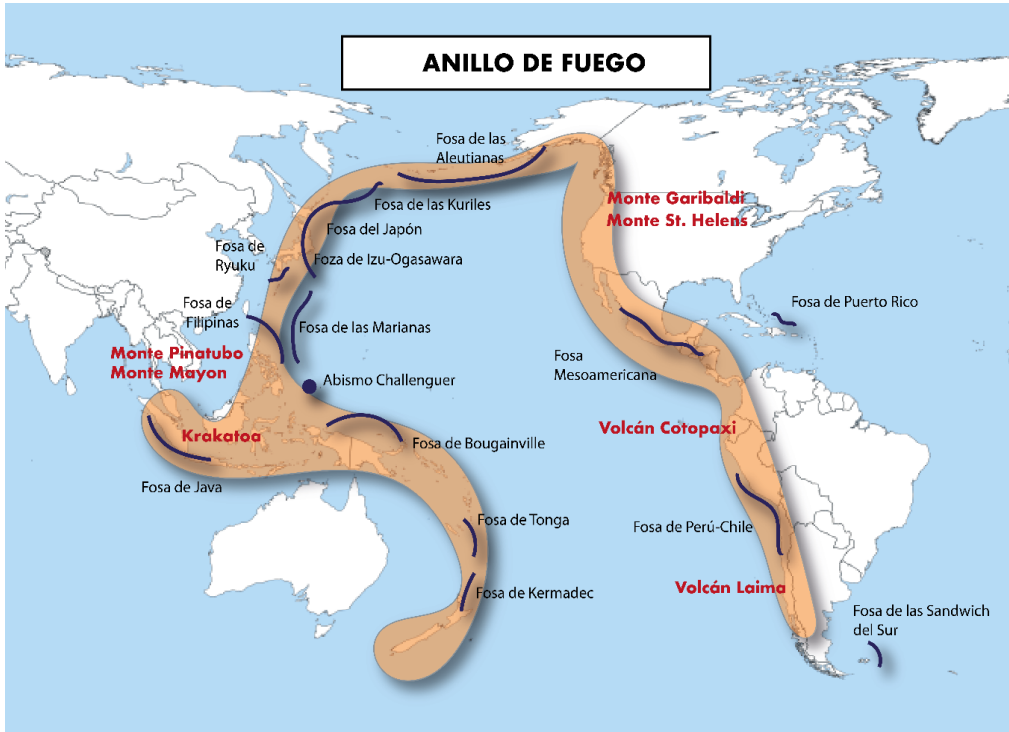 ANILLO DE FUEGO
Fosa de las
Aleutianas
Fosa de las Kuriles
Fosa del Japón
Foza de Izu-Ogasawara
Fosa de
Ryuku
Fosa de
Filipinas
Fosa de las Marianas
Monte Pinatubo
Monte Mayon
Abismo Challenguer
Krakatoa
Fosa de Bougainville
Fosa de Java
Fosa de Tonga
Fosa de Kermadec
Monte Garibaldi
Monte St. Helens
Fosa de Puerto Rico
Fosa
Mesoamericana
Volcán Cotopaxi
Fosa de Perú-Chile
Volcán Laima
Fosa de las Sandwich
del Sur